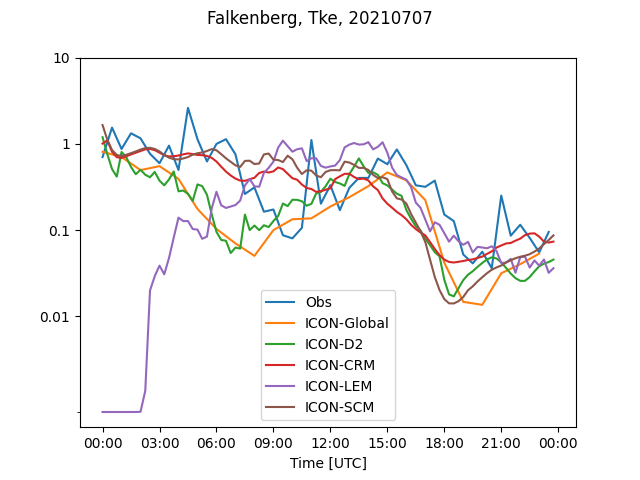 Falkenberg, Tke, 20210707
10
1
0.1
0.01
Obs
ICON-Global
ICON-D2
ICON-CRM
ICON-LEM
ICON-SCM
00:00 03:00 06:00 09:00 12:00 15:00 18:00 21:00 00:00
Time [UTC]